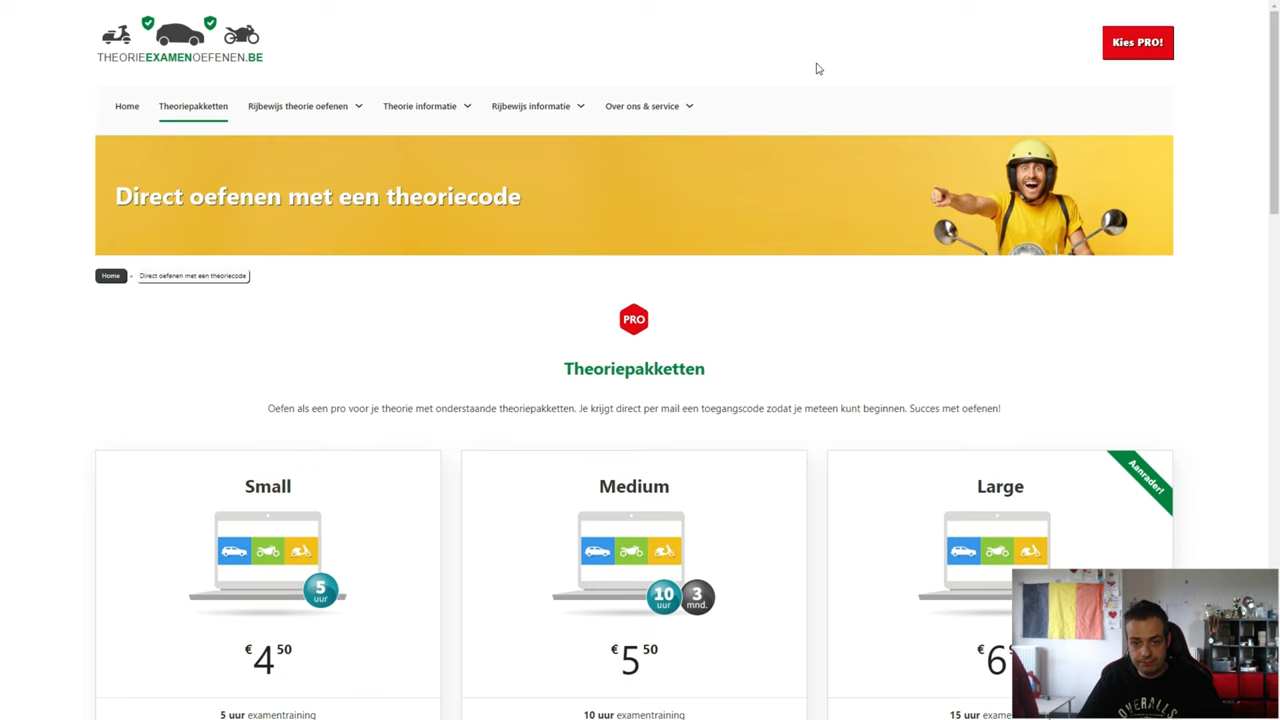 THEORIEEXAMENOEFENEN.BE
Kies PRO!
Home
Theoriepakketten
Rijbewijs theorie oefenen
Theorie informatie
Rijbewijs informatie
Over ons & service
Direct oefenen met een theoriecode
Home
Direct oefenen met een theoriecode
PRO
Theoriepakketten
Oefen als een pro voor je theorie met onderstaande theoriepakketten. Je krijgt direct per mail een toegangscode zodat je meteen kunt beginnen. Succes met oefenen!
Small
5
uur
€ 4 50
5 uur examentraining
Medium
10
uur
3
mnd.
€ 5 50
10 uur examentraining
Aanrader!
Large
€ 6
15 uur
OVERALLS